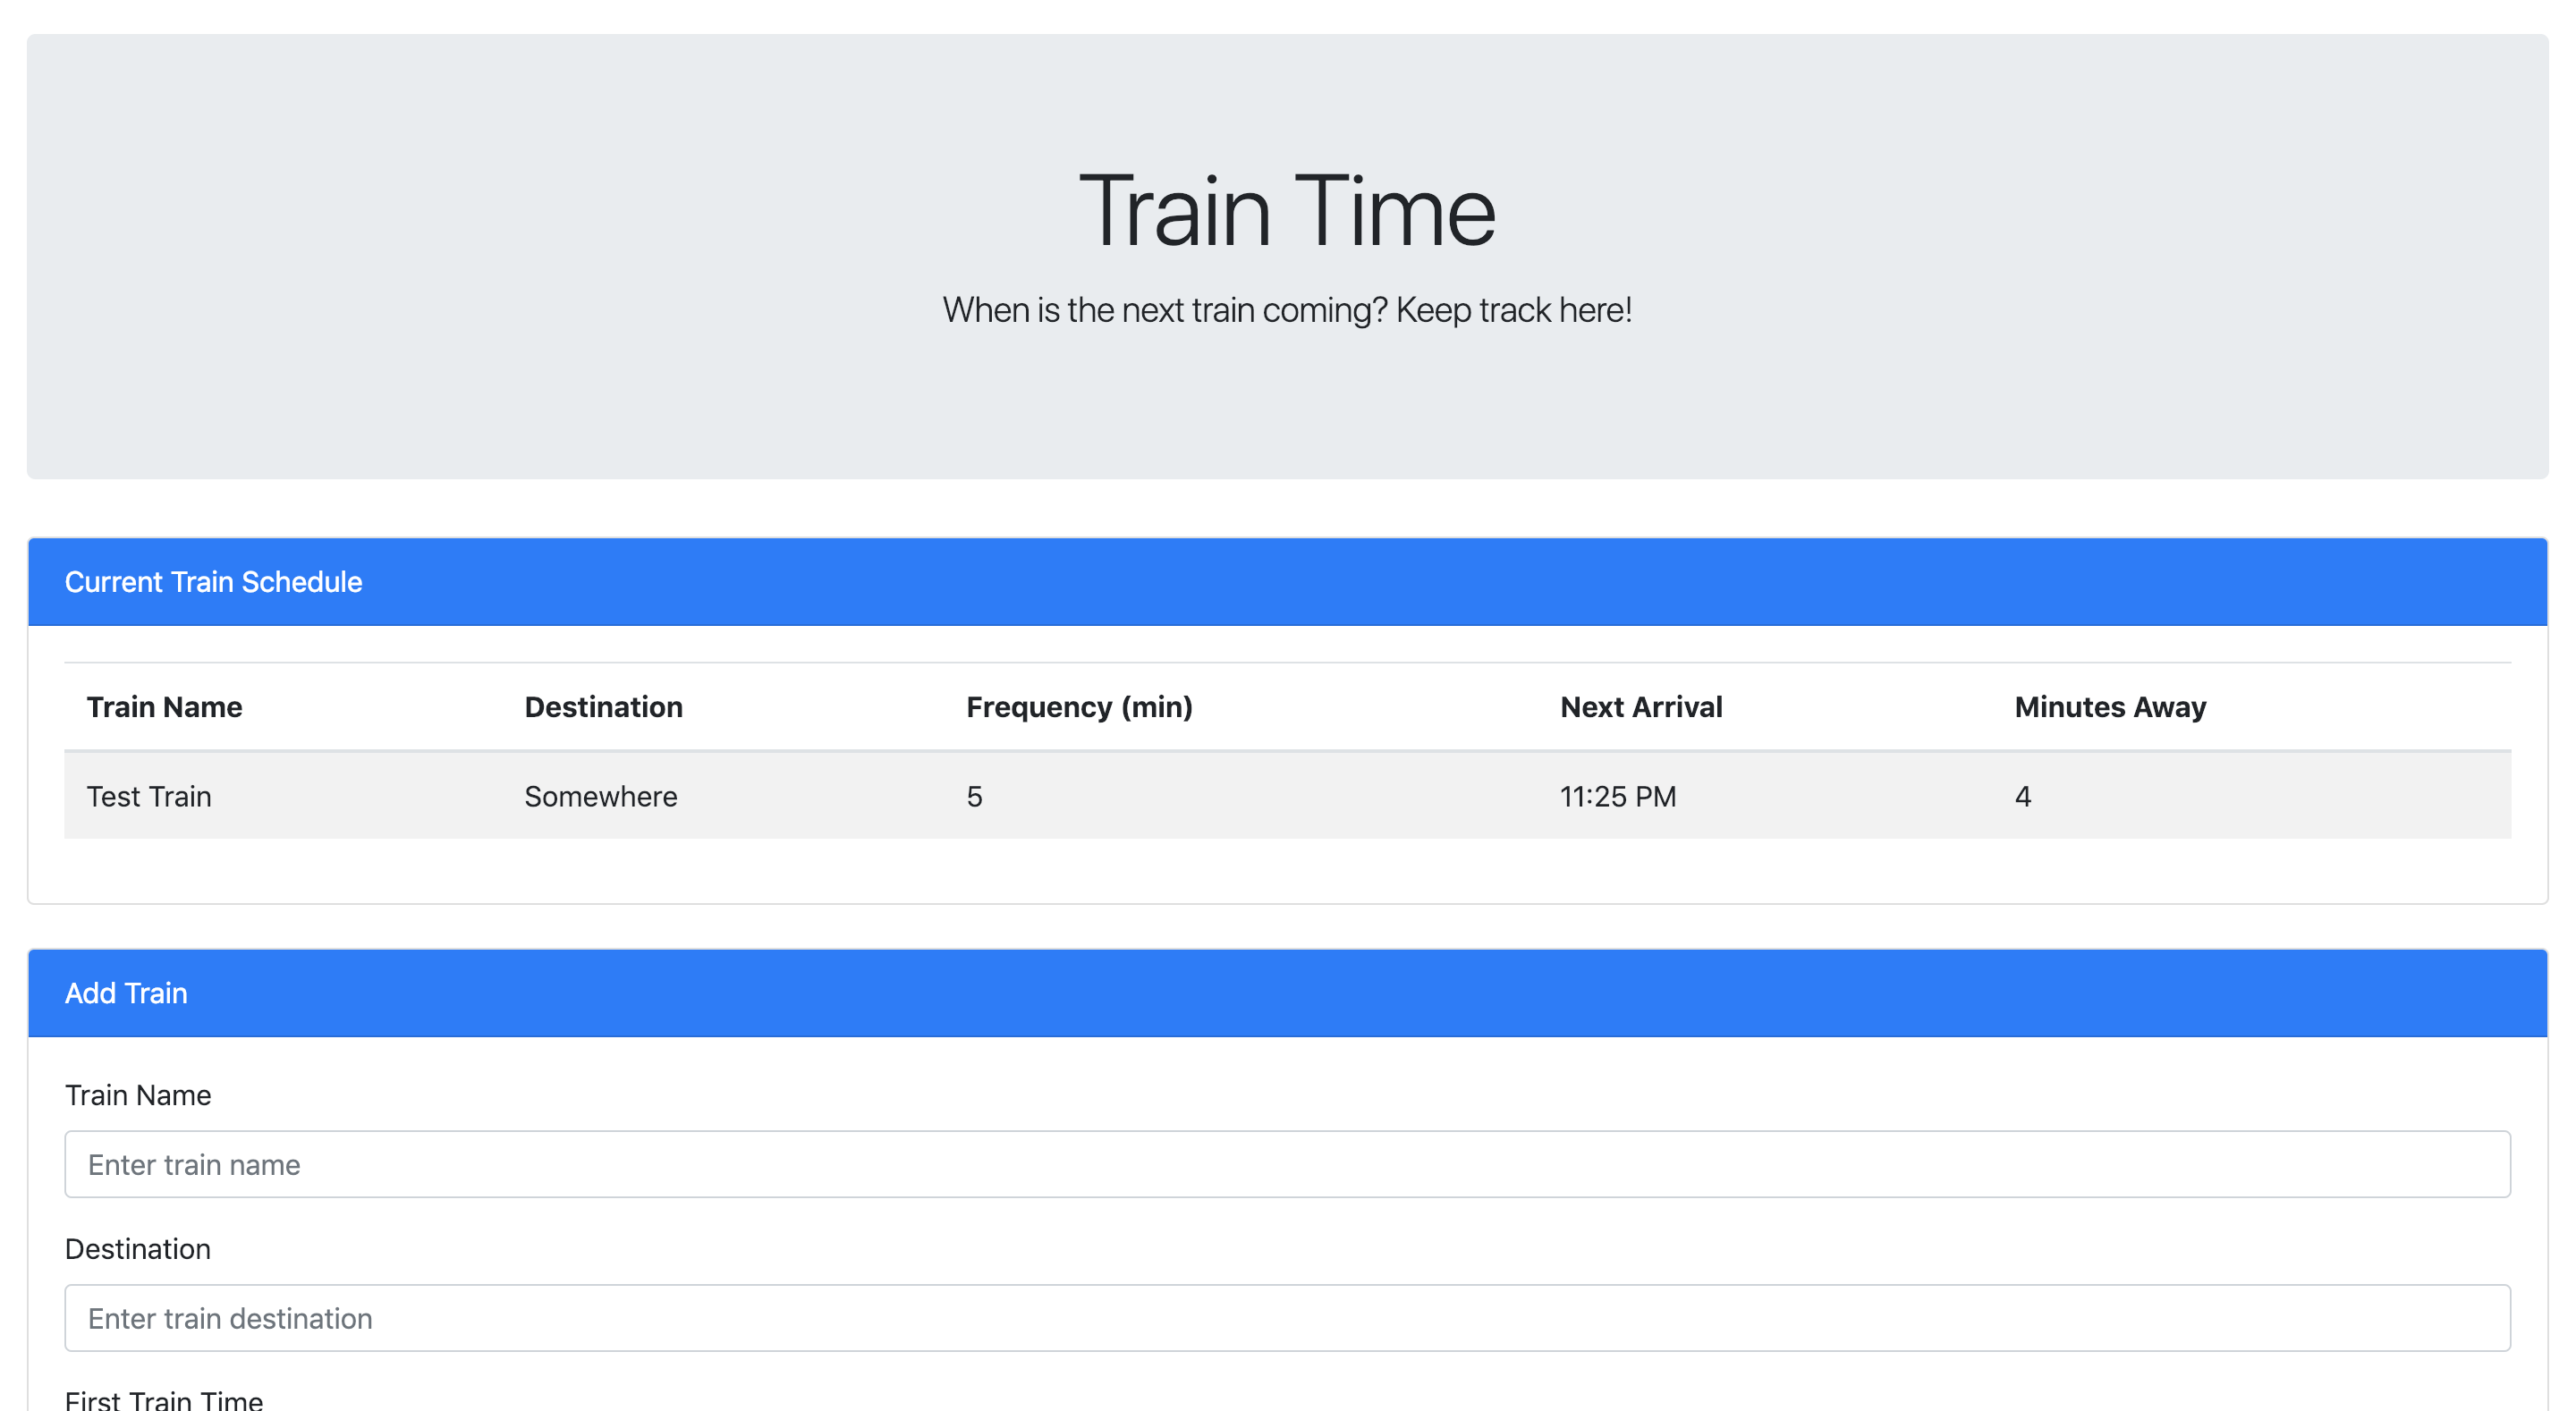 Train Time
When is the next train coming? Keep track here!
Current Train Schedule
Train Name Destination Frequency (min) Next Arrival Minutes Away
Test Train Somewhere 5 11:25 PM 4
Add Train
Train Name
Enter train name
Destination
Enter train destination
First Train Time